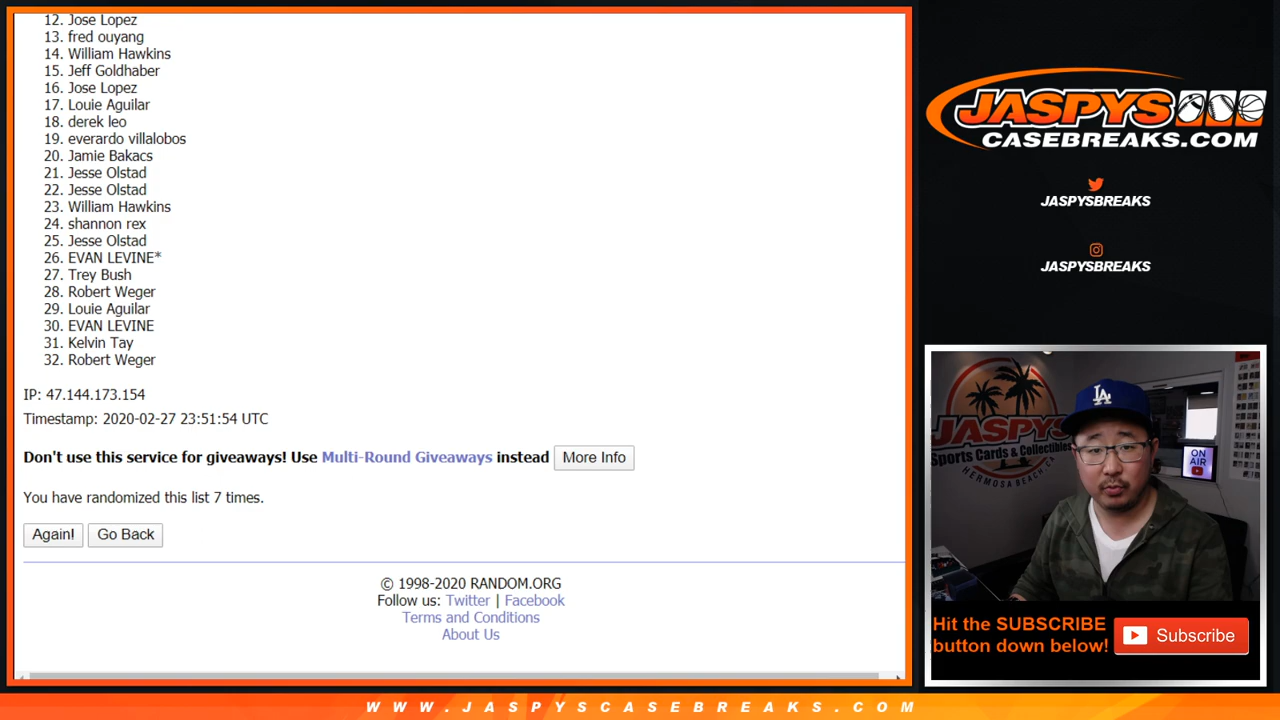 12. Jose Lopez
13. fred ouyang
14. William Hawkins
15. Jeff Goldhaber
16. Jose Lopez
17. Louie Aguilar
18. derek leo
19. everardo villalobos
20. Jamie Bakacs
21. Jesse Olstad
22. Jesse Olstad
23. William Hawkins
24. shannon rex
25. Jesse Olstad
26. EVAN LEVINE*
27. Trey Bush
28. Robert Weger
29. Louie Aguilar
30. EVAN LEVINE
31. Kelvin Tay
32. Robert Weger
IP: 47.144.173.154
Timestamp: 2020-02-27 23:51:54 UTC
Don't use this service for giveaways! Use Multi-Round Giveaways instead More Info
You have randomized this list 7 times.
Again! Go Back
© 1998-2020 RANDOM.ORG
Follow us: Twitter | Facebook
Terms and Conditions
About Us
JASPYS
CASEBREAKS.COM
JASPYSBREAKS
JASPYSBREAKS
JASPYS
Sports Cards & Collectibles
HERMOSA BEACH, CA
LA
ON
AIR
Hit the SUBSCRIBE
button down below!
Subscribe
WWW.JASPYSCASEBREAKS.COM